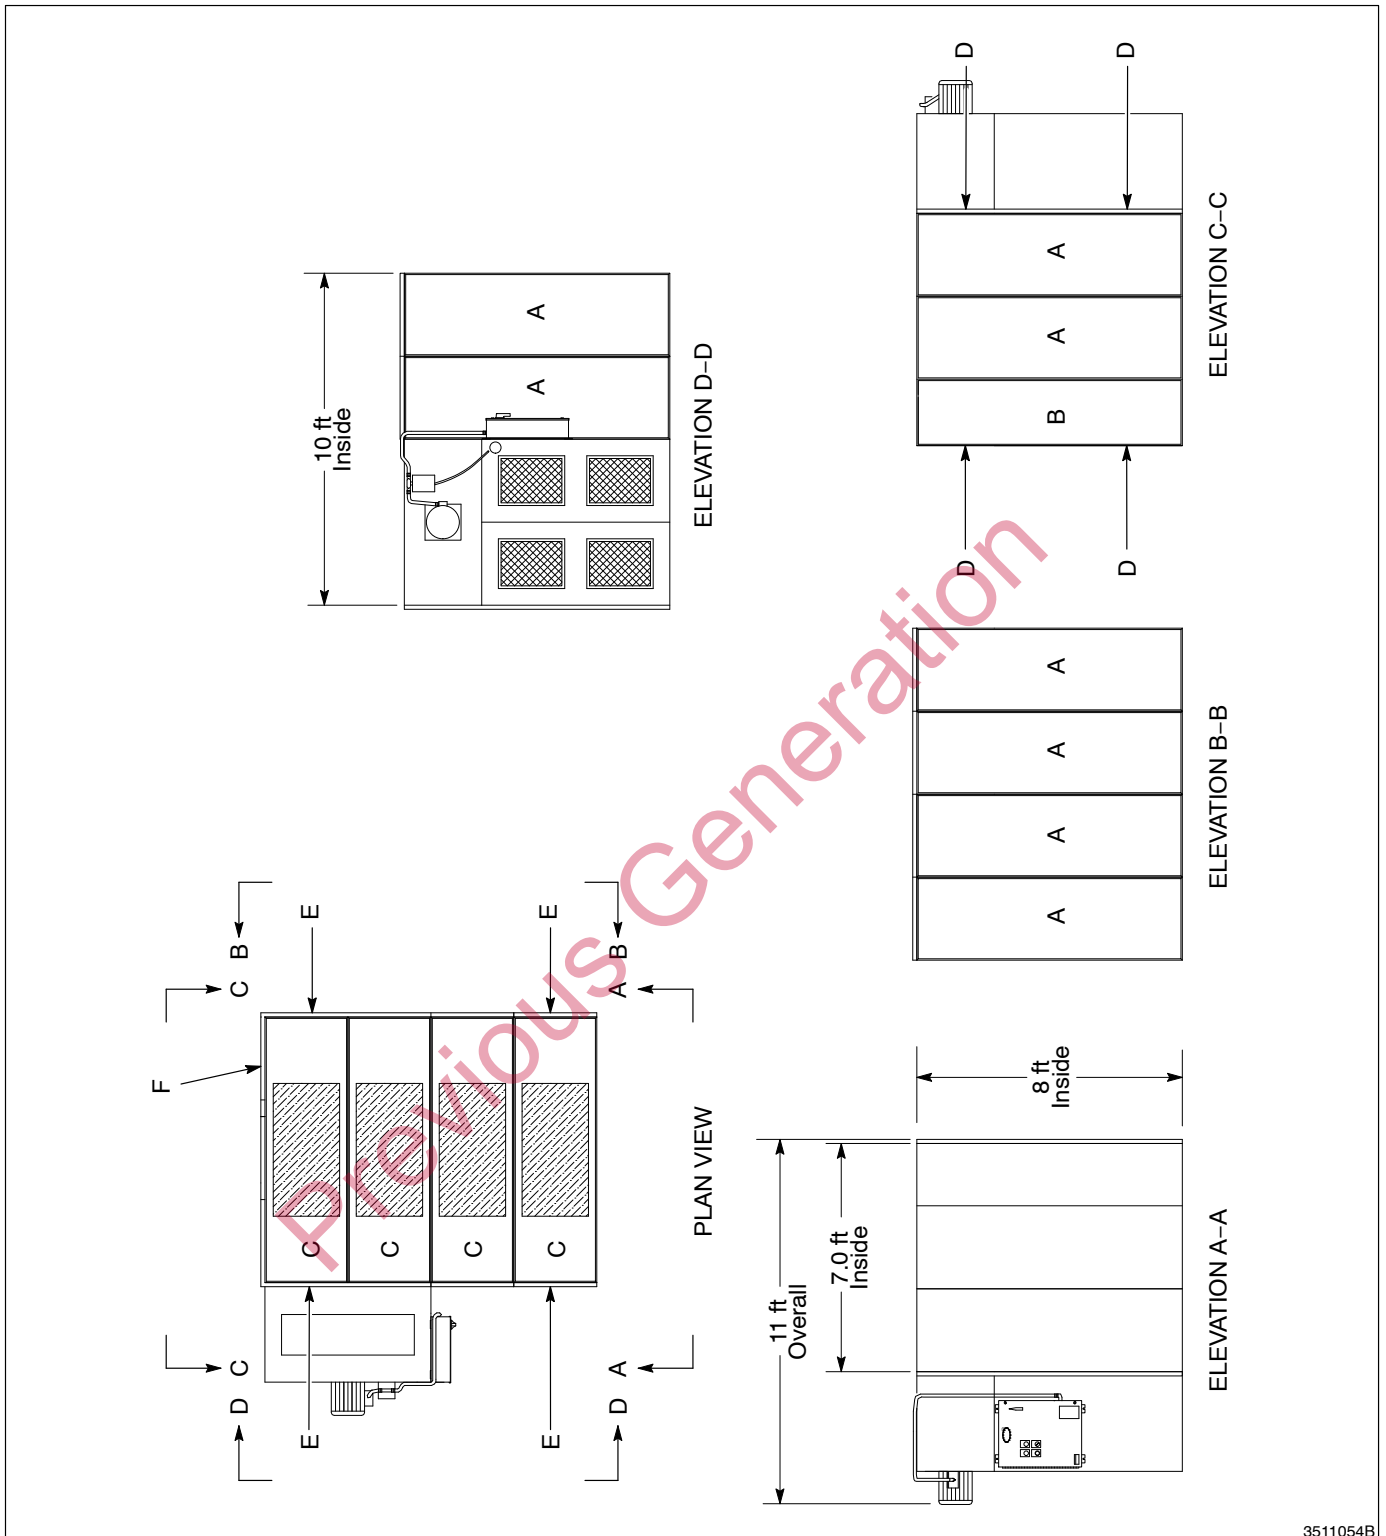 10 ft
Inside
A
A
ELEVATION D–D
D
D
A
A
B
D
D
ELEVATION C–C
A
A
A
A
ELEVATION B–B
B
B
C
A
E
E
F
C
C
C
C
E
E
C
A
D
D
PLAN VIEW
8 ft
Inside
7.0 ft
Inside
11 ft
Overall
ELEVATION A–A
Previous Generation
3511054B